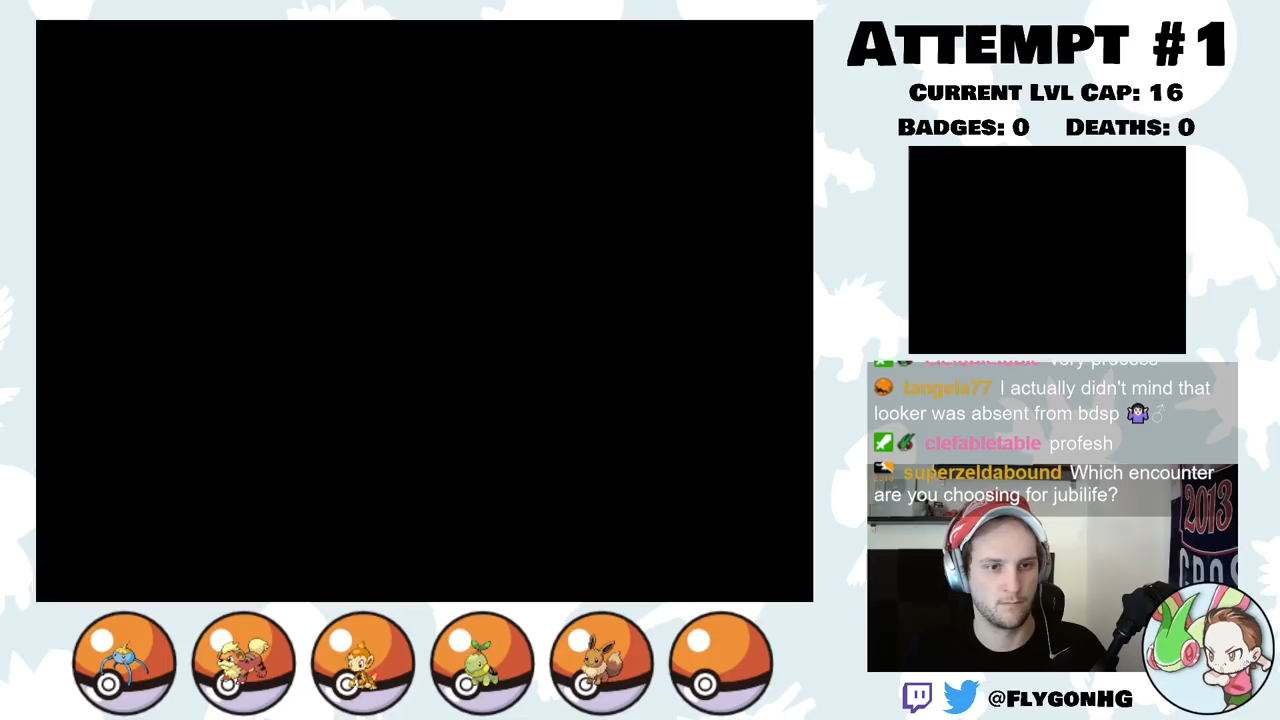 ATTEMPT #1
CURRENT LVL CAP: 16
BADGES: 0 DEATHS: 0
tangela77 I actually didn't mind that
looker was absent from bdsp
clefabletable profesh
superzeldabound Which encounter
are you choosing for jubilife?
2013
@FLYGONHG